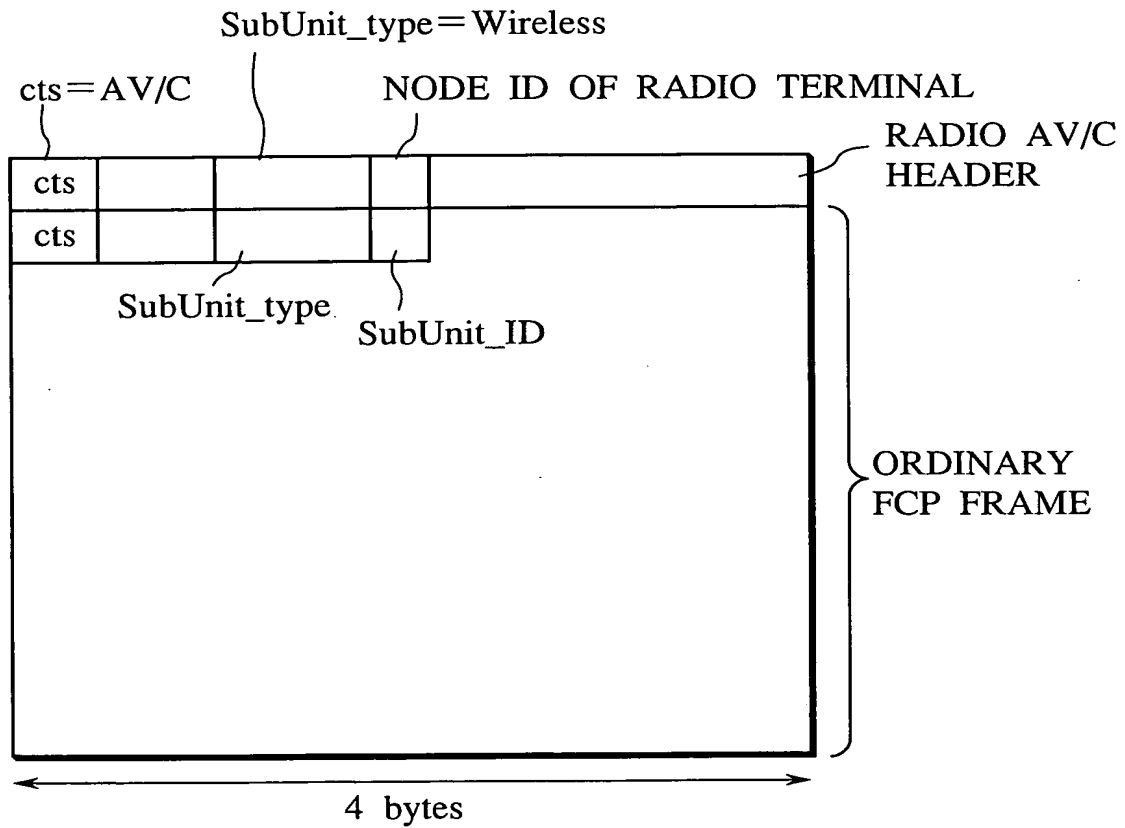 SubUnit_type=Wireless
cts=AV/C
NODE ID OF RADIO TERMINAL
RADIO AV/C
HEADER
cts
cts
SubUnit_type
SubUnit_ID
ORDINARY
FCP FRAME
4 bytes